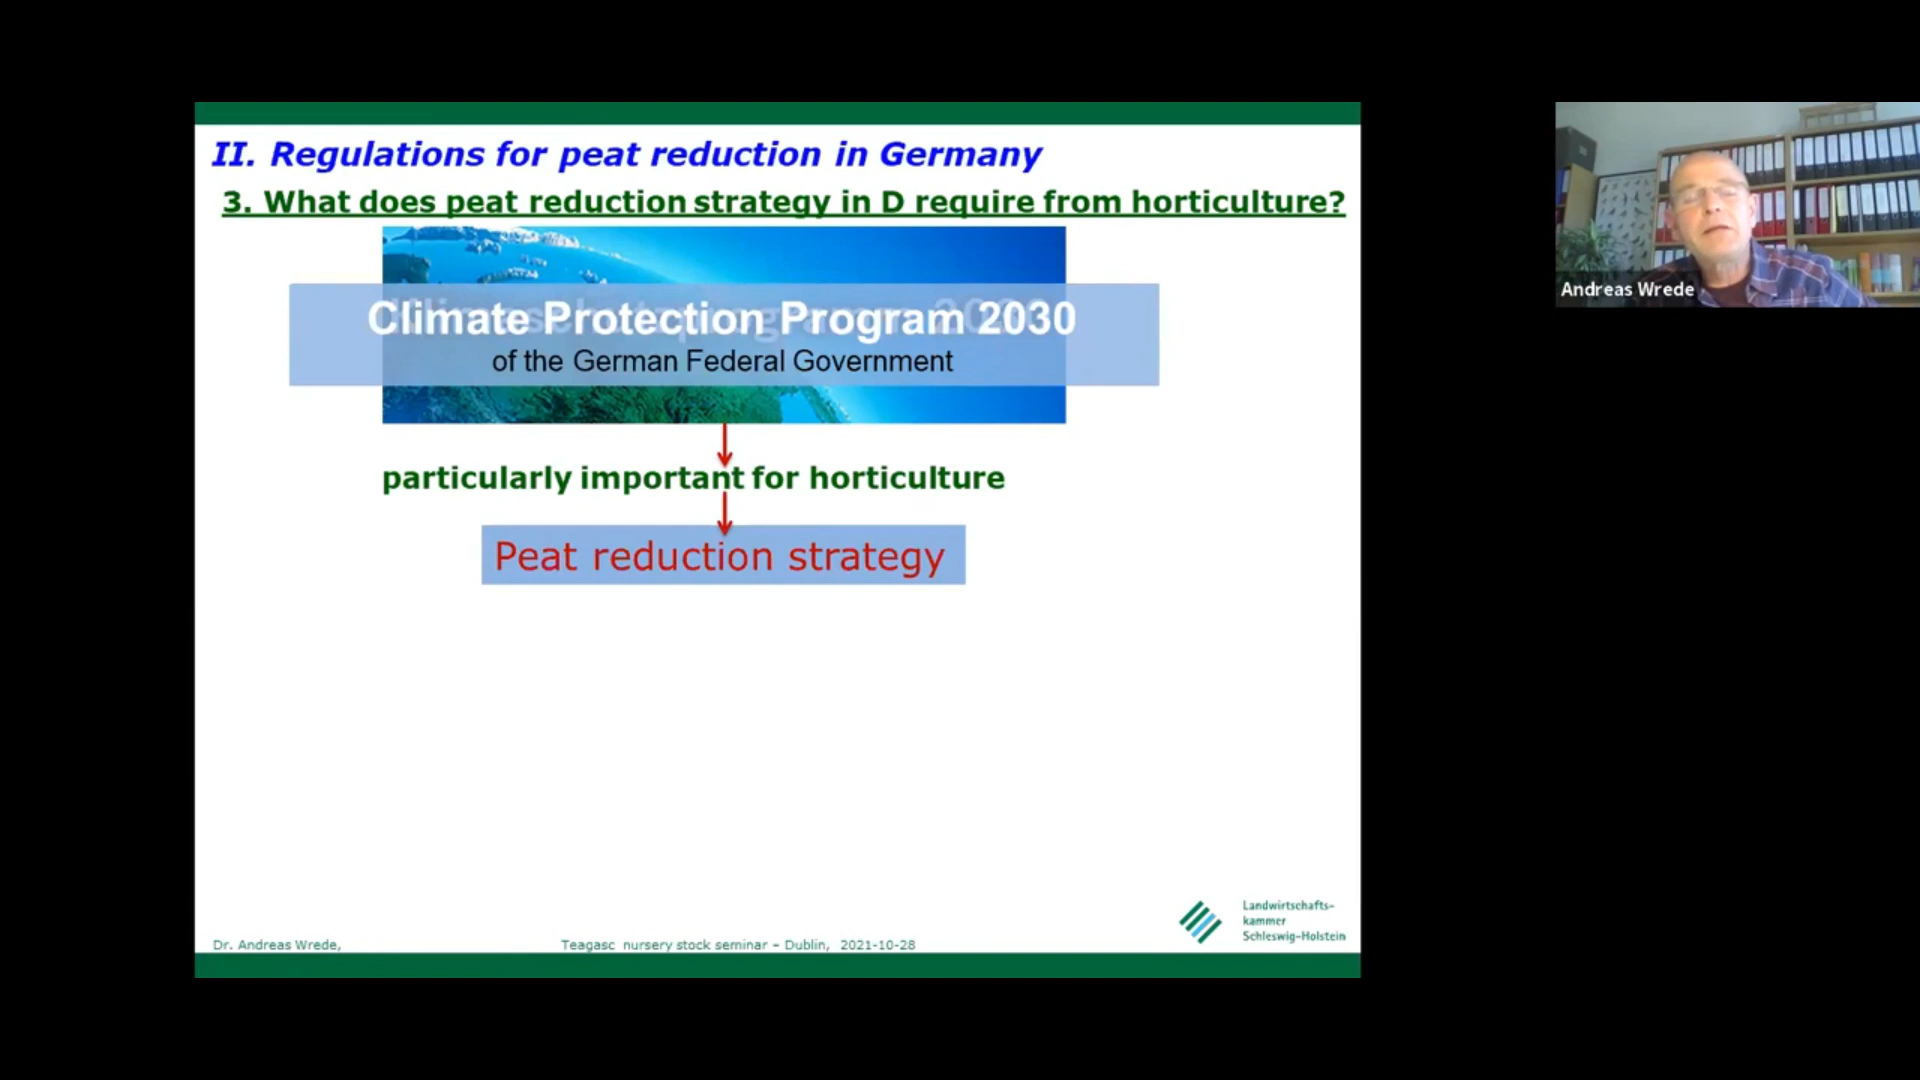 II. Regulations for peat reduction in Germany
3. What does peat reduction strategy in D require from horticulture?
Climate Protection Program 2030
of the German Federal Government
particularly important for horticulture
Peat reduction strategy
Dr. Andreas Wrede,
Teagasc nursery stock seminar – Dublin, 2021-10-28
Landwirtschafts-
kammer
Schleswig-Holstein
Andreas Wrede